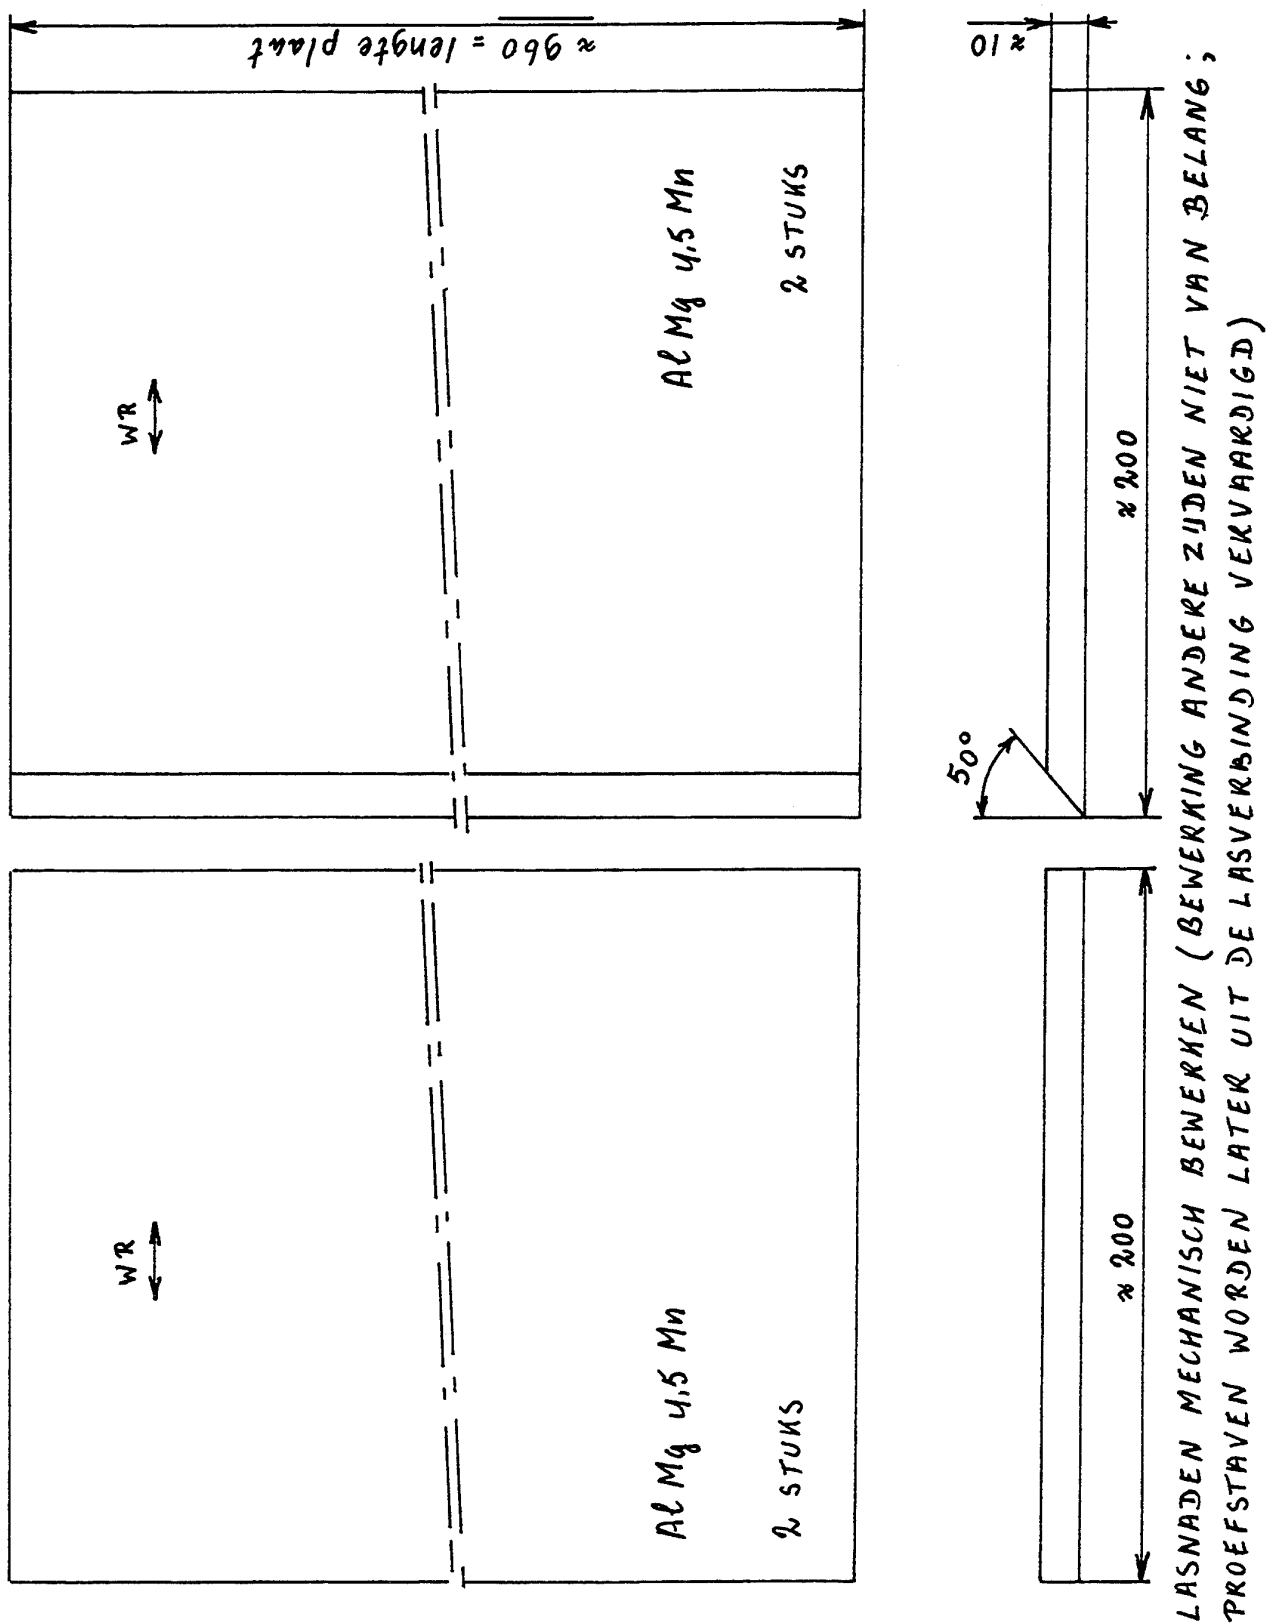 WR
WR
≈ 960 = lengte plaat
Al Mg 4,5 Mn
Al Mg 4,5 Mn
2 STUKS
2 STUKS
50°
≈ 10
≈ 200
≈ 200
LASNADEN MECHANISCH BEWERKEN (BEWERKING ANDERE ZIJDEN NIET VAN BELANG;
PROEFSTAVEN WORDEN LATER UIT DE LASVERBINDING VERVAARDIGD)